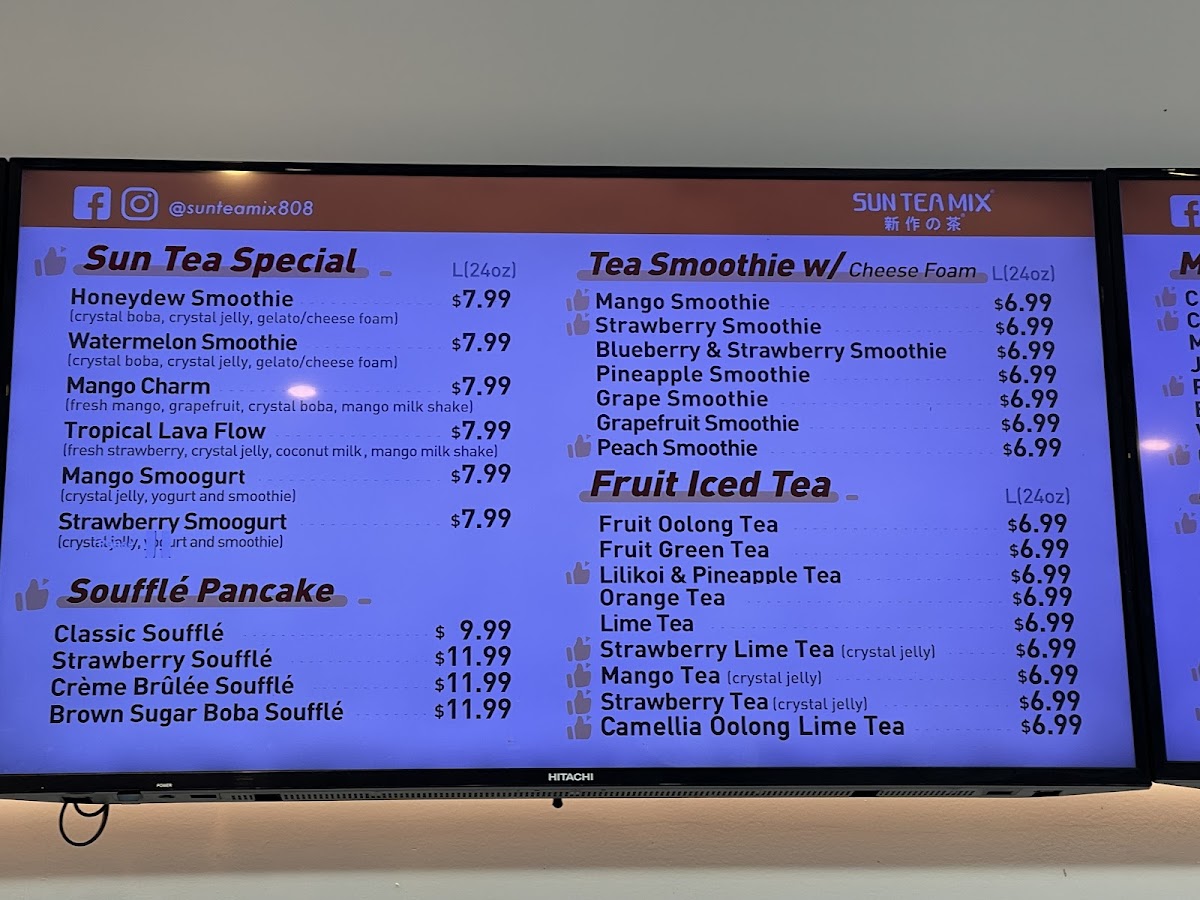 @sunteamix808
SUN TEA MIX
新作の茶
Sun Tea Special L(24oz)
Honeydew Smoothie $7.99
(crystal boba, crystal jelly, gelato/cheese foam)
Watermelon Smoothie $7.99
(crystal boba, crystal jelly, gelato/cheese foam)
Mango Charm $7.99
(fresh mango, grapefruit, crystal boba, mango milk shake)
Tropical Lava Flow $7.99
(fresh strawberry, crystal jelly, coconut milk, mango milk shake)
Mango Smoogurt $7.99
(crystal jelly, yogurt and smoothie)
Strawberry Smoogurt $7.99
(crystal jelly, yogurt and smoothie)
Soufflé Pancake
Classic Soufflé $ 9.99
Strawberry Soufflé $11.99
Crème Brûlée Soufflé $11.99
Brown Sugar Boba Soufflé $11.99
Tea Smoothie w/ Cheese Foam L(24oz)
Mango Smoothie $6.99
Strawberry Smoothie $6.99
Blueberry & Strawberry Smoothie $6.99
Pineapple Smoothie $6.99
Grape Smoothie $6.99
Grapefruit Smoothie $6.99
Peach Smoothie $6.99
Fruit Iced Tea L(24oz)
Fruit Oolong Tea $6.99
Fruit Green Tea $6.99
Lilikoi & Pineapple Tea $6.99
Orange Tea $6.99
Lime Tea $6.99
Strawberry Lime Tea (crystal jelly) $6.99
Mango Tea (crystal jelly) $6.99
Strawberry Tea (crystal jelly) $6.99
Camellia Oolong Lime Tea $6.99
HITACHI
POWER